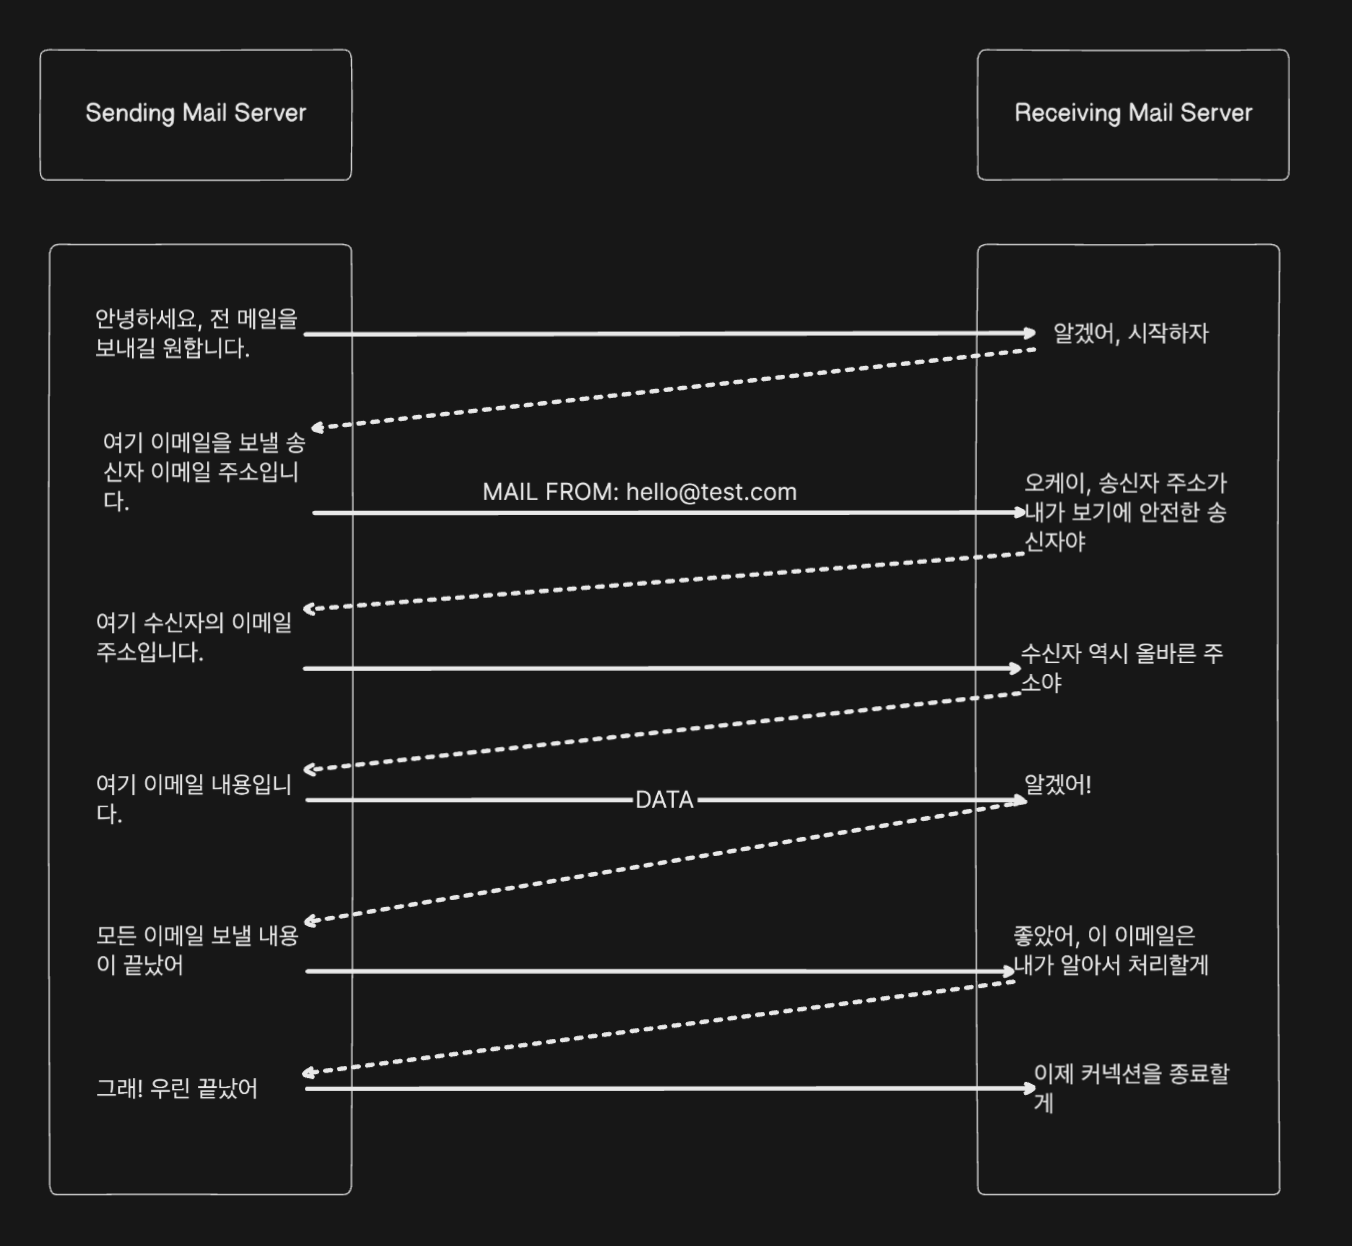 Sending Mail Server
Receiving Mail Server
안녕하세요, 전 메일을
보내길 원합니다.
알겠어, 시작하자
여기 이메일을 보낼 송
신자 이메일 주소입니
다.
MAIL FROM: hello@test.com
오케이, 송신자 주소가
내가 보기에 안전한 송
신자야
여기 수신자의 이메일
주소입니다.
수신자 역시 올바른 주
소야
여기 이메일 내용입니
다.
DATA
알겠어!
모든 이메일 보낼 내용
이 끝났어
좋았어, 이 이메일은
내가 알아서 처리할게
그래! 우린 끝났어
이제 커넥션을 종료할
게